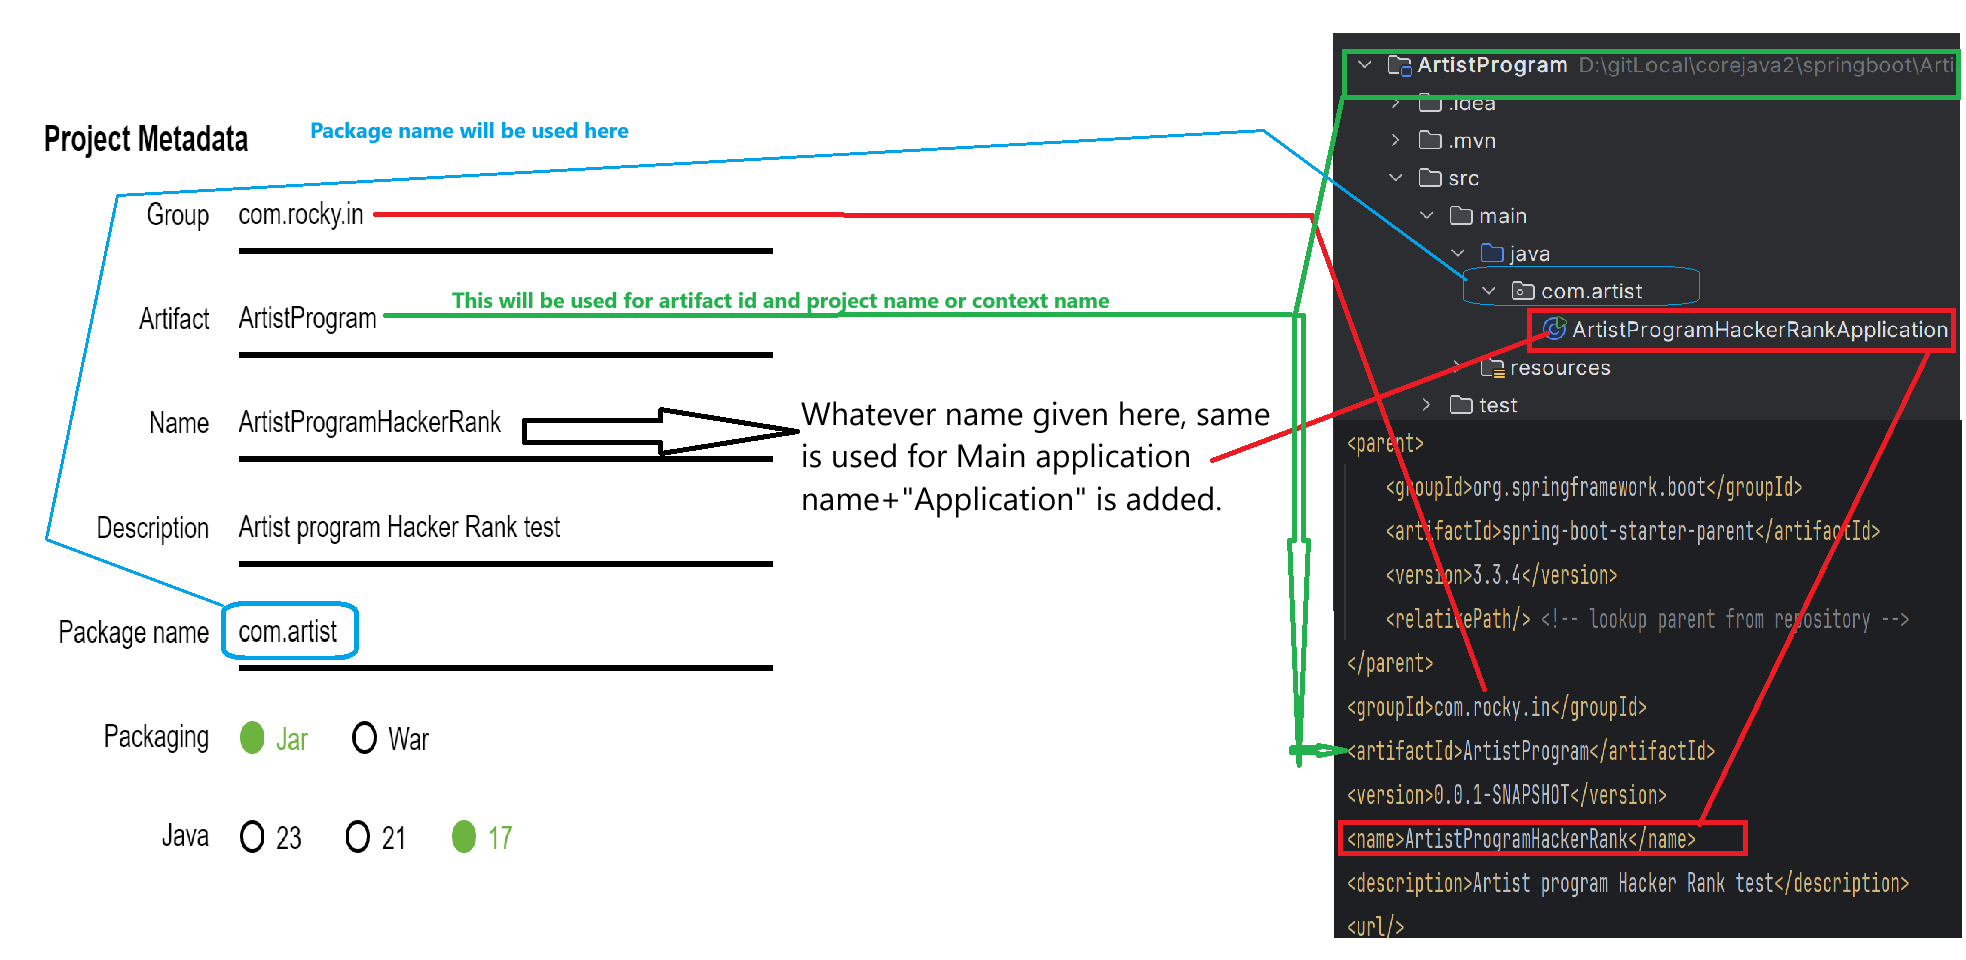 Project Metadata
Package name will be used here
Group com.rocky.in
This will be used for artifact id and project name or context name
Artifact ArtistProgram
Name ArtistProgramHackerRank
Whatever name given here, same
is used for Main application
name+"Application" is added.
Description Artist program Hacker Rank test
Package name com.artist
Packaging Jar War
Java 23 21 17
ArtistProgram D:\gitLocal\corejava2\springboot\Arti
.idea
.mvn
src
main
java
com.artist
ArtistProgramHackerRankApplication
resources
test
<parent>
<groupId>org.springframework.boot</groupId>
<artifactId>spring-boot-starter-parent</artifactId>
<version>3.3.4</version>
<relativePath/> <!-- lookup parent from repository -->
</parent>
<groupId>com.rocky.in</groupId>
<artifactId>ArtistProgram</artifactId>
<version>0.0.1-SNAPSHOT</version>
<name>ArtistProgramHackerRank</name>
<description>Artist program Hacker Rank test</description>
<url/>